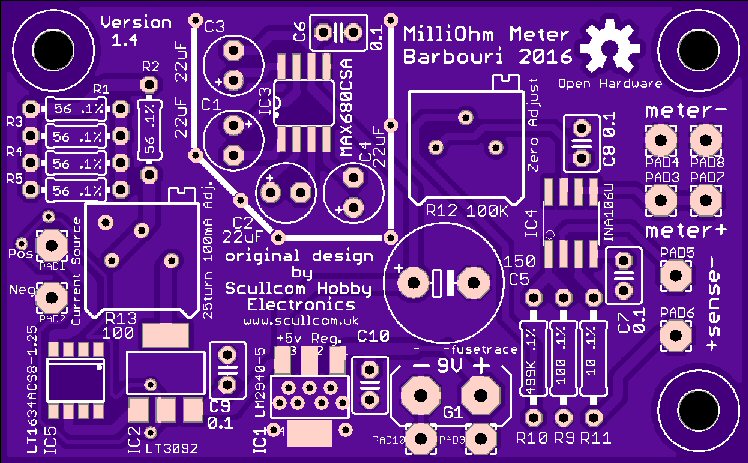 Version
1.4
C3
22uF
C6
0.1
MilliOhm Meter
Barbouri 2016
Open Hardware
R2
R1
56 .1%
R3
56 .1%
R4
56 .1%
R5
56 .1%
56 .1%
C1
22uF
IC3
MAX680CSA
C4
22uF
C2
22uF
Zero Adjust
R12 100K
C8 0.1
meter-
PAD4
PAD8
PAD3
PAD7
meter+
IC4
INA106U
Pos
PAD1
Neg
Current Source
25turn 100mA Adj.
R13
100
original design
by
Scullcom Hobby
Electronics
www.scullcom.uk
150
C5
C7
0.1
PAD5
PAD6
+sense-
LT1634ACS8-1.25
IC5
IC2
LT3092
C9
0.1
+5v Reg.
LM2940-5
IC1
C10
fusetrace
- 9V +
G1
PAD10
PAD9
499K .1%
100 .1%
10 .1%
R10 R9 R11